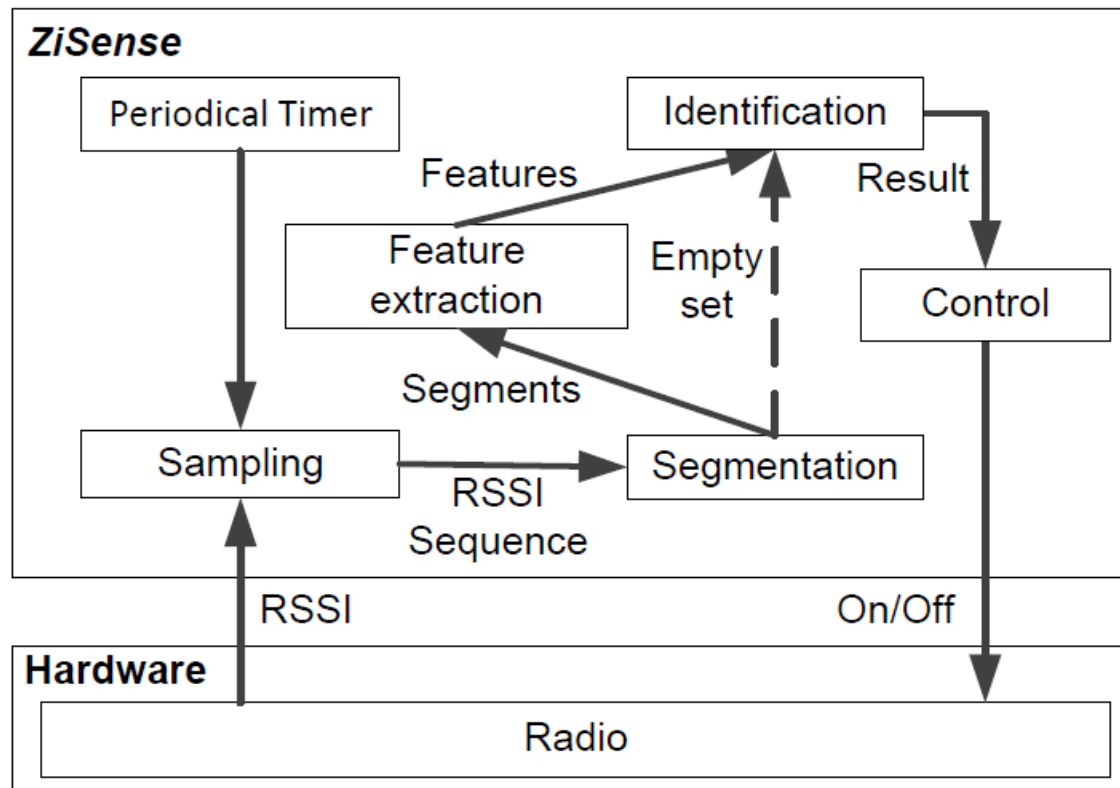 ZiSense
Periodical Timer
Identification
Features
Result
Feature
extraction
Empty
set
Control
Segments
Sampling
Segmentation
RSSI
Sequence
RSSI
On/Off
Hardware
Radio